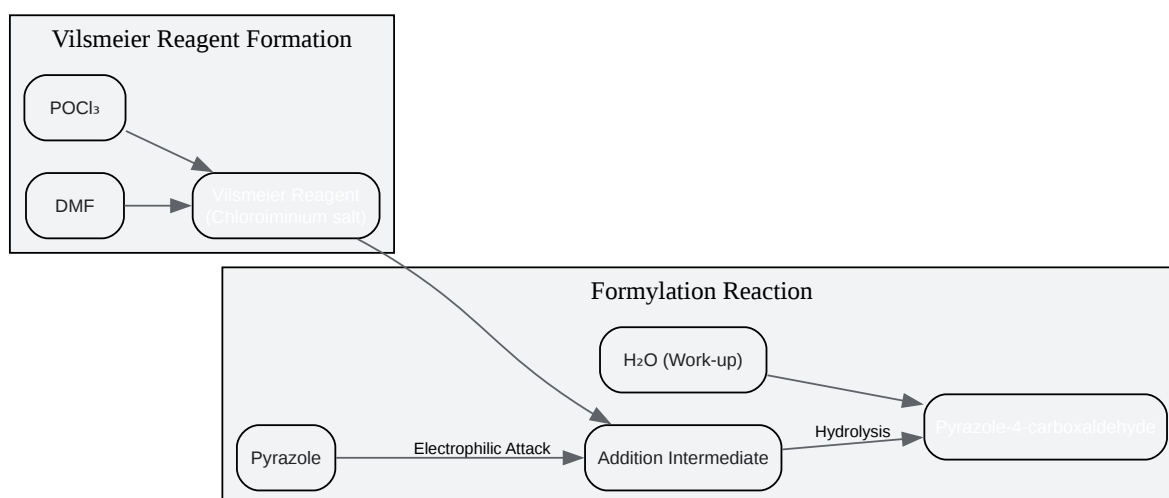 Vilsmeier Reagent Formation
POCl₃
DMF
Vilsmeier Reagent
(Chloroiminium salt)
Formylation Reaction
H₂O (Work-up)
Pyrazole
Electrophilic Attack
Addition Intermediate
Hydrolysis
Pyrazole-4-carboxaldehyde